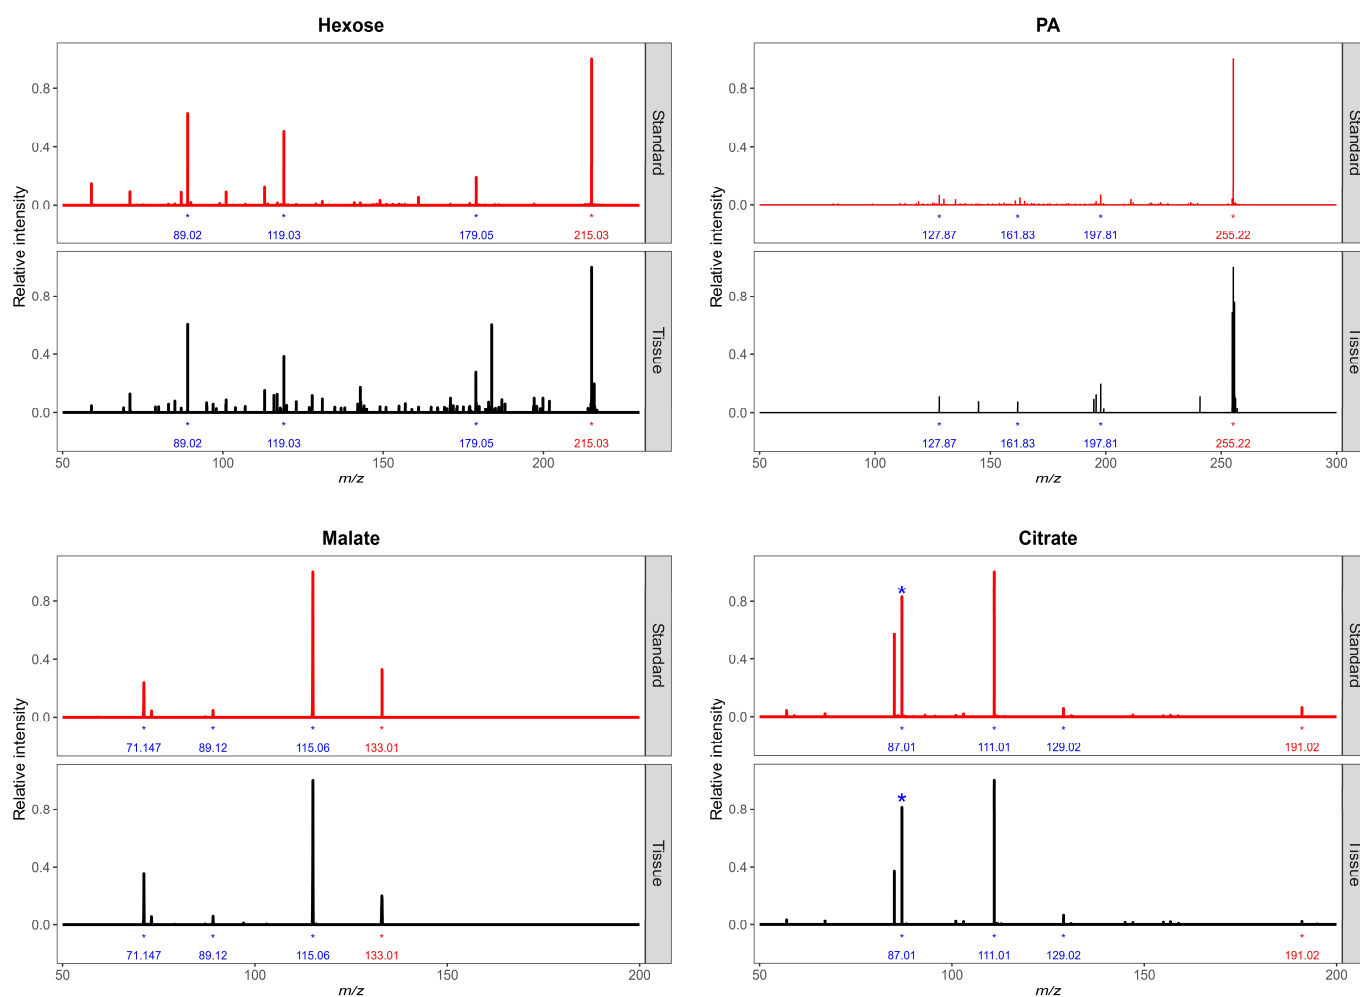 Hexose
Relative intensity
0.8
0.4
0.0
* * * *
89.02 119.03 179.05 215.03
Standard
0.8
0.4
0.0
* * * *
89.02 119.03 179.05 215.03
Tissue
50 100 150 200
m/z
PA
Relative intensity
0.8
0.4
0.0
* * * *
127.87 161.83 197.81 255.22
Standard
0.8
0.4
0.0
* * * *
127.87 161.83 197.81 255.22
Tissue
50 100 150 200 250 300
m/z
Malate
Relative intensity
0.8
0.4
0.0
* * * *
71.147 89.12 115.06 133.01
Standard
0.8
0.4
0.0
* * * *
71.147 89.12 115.06 133.01
Tissue
50 100 150 200
m/z
Citrate
Relative intensity
*
0.8
0.4
0.0
* * * *
87.01 111.01 129.02 191.02
Standard
*
0.8
0.4
0.0
* * * *
87.01 111.01 129.02 191.02
Tissue
50 100 150 200
m/z